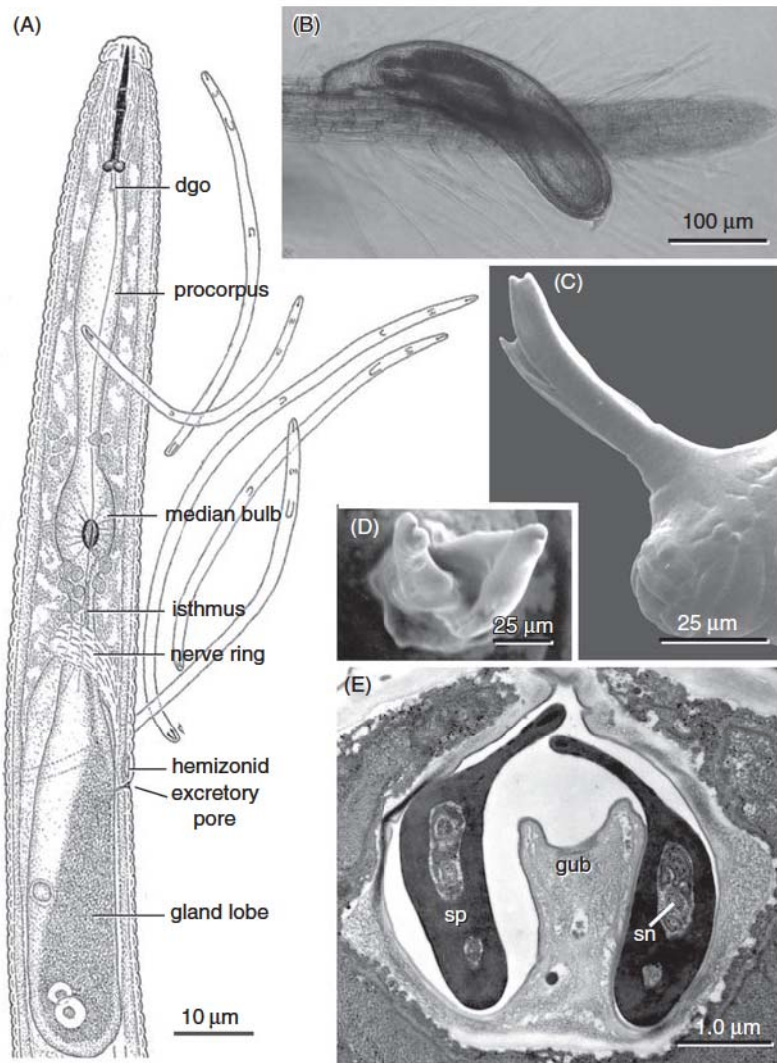 (A)
dgo
procorpus
median bulb
isthmus
nerve ring
hemizonid
excretory
pore
gland lobe
10 μm
(B)
100 μm
(C)
25 μm
(D)
25 μm
(E)
gub
sp
sn
1.0 μm